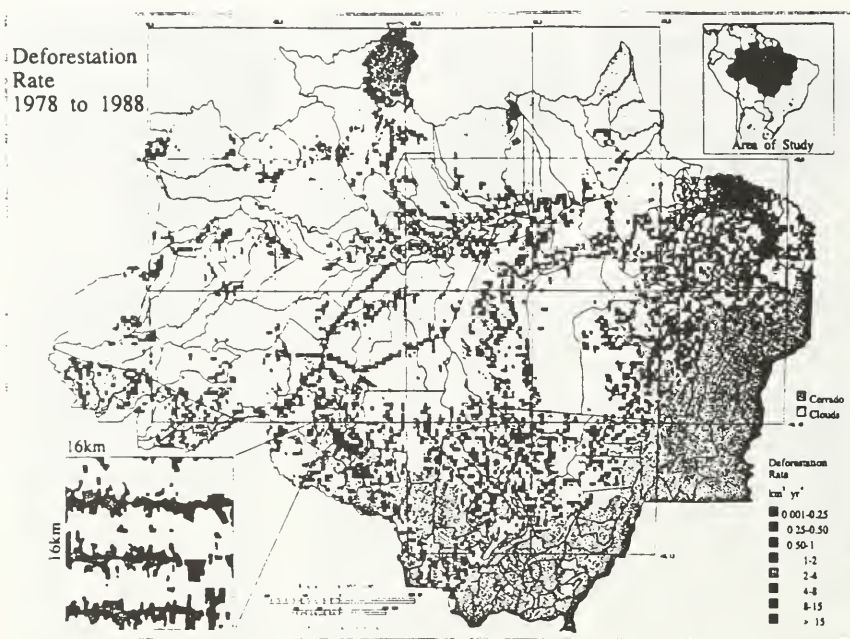 Deforestation
Rate
1978 to 1988
Area of Study
Cerrado
Clouds
16km
16km
Deforestation
Rate
km² yr⁻¹
0.001-0.25
0.25-0.50
0.50-1
1-2
2-4
4-8
8-15
> 15